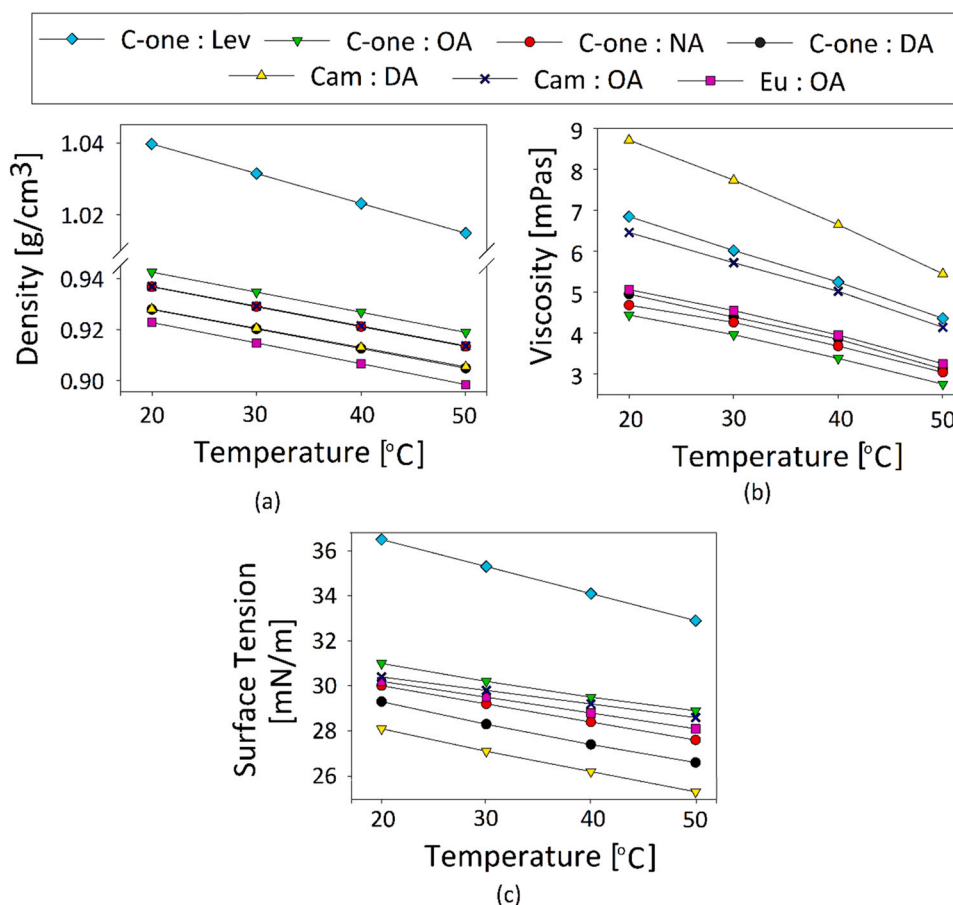 C-one : Lev C-one : OA C-one : NA C-one : DA
Cam : DA Cam : OA Eu : OA
Density [g/cm3]
1.04
1.02
0.94
0.92
0.90
20 30 40 50
Temperature [°C]
(a)
Viscosity [mPas]
9
8
7
6
5
4
3
20 30 40 50
Temperature [°C]
(b)
Surface Tension
[mN/m]
36
34
32
30
28
26
20 30 40 50
Temperature [°C]
(c)